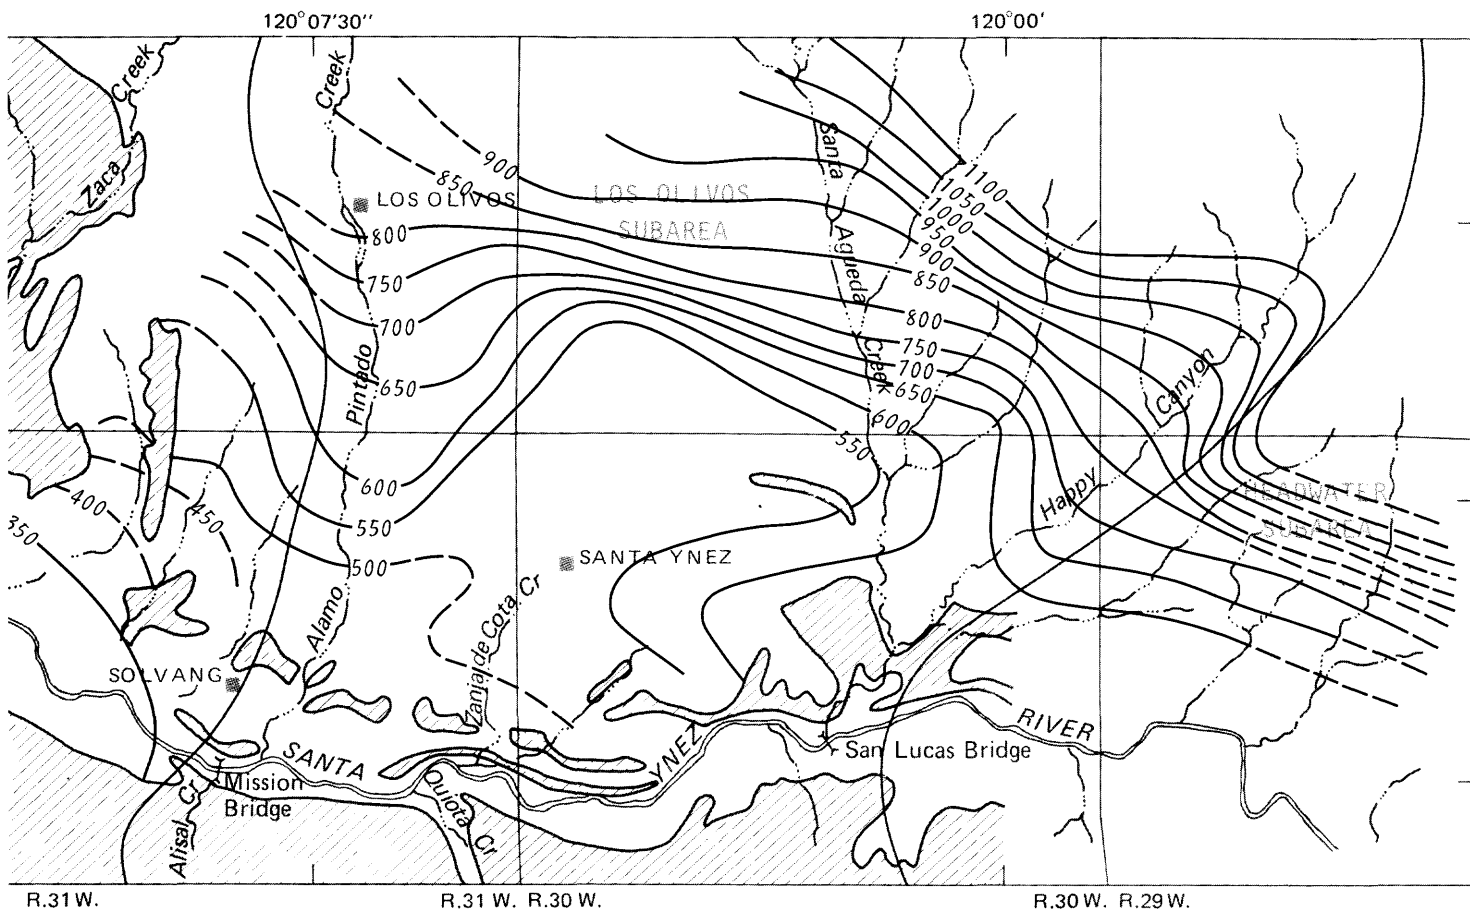 120°07'30" 120°00'
Creek
Creek
Zaca
Santa
900
850
LOS OLIVOS
LOS OLIVOS
SUBAREA
1100
1050
1000
950
900
850
800
Agueda
750
700
800
750
700
650
Creek
650
600
550
Pintado
Canyon
600
550
500
400
450
350
Happy
HEADWATER
SUBAREA
SANTA YNEZ
Alamo
Zanja de Cota Cr
SOLVANG
SANTA
YNEZ
RIVER
San Lucas Bridge
Mission
Bridge
Alisal Cr
Quiota Cr
R.31 W. R.31 W. R.30 W. R.30 W. R.29 W.